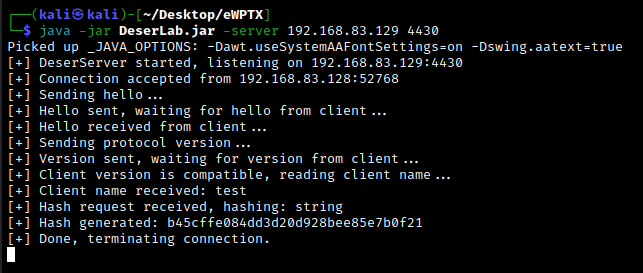 ┌──(kali㉿kali)-[~/Desktop/eWPTX]
└─$ java -jar DeserLab.jar -server 192.168.83.129 4430
Picked up _JAVA_OPTIONS: -Dawt.useSystemAAFontSettings=on -Dswing.aatext=true
[+] DeserServer started, listening on 192.168.83.129:4430
[+] Connection accepted from 192.168.83.128:52768
[+] Sending hello...
[+] Hello sent, waiting for hello from client...
[+] Hello received from client...
[+] Sending protocol version...
[+] Version sent, waiting for version from client...
[+] Client version is compatible, reading client name...
[+] Client name received: test
[+] Hash request received, hashing: string
[+] Hash generated: b45cffe084dd3d20d928bee85e7b0f21
[+] Done, terminating connection.